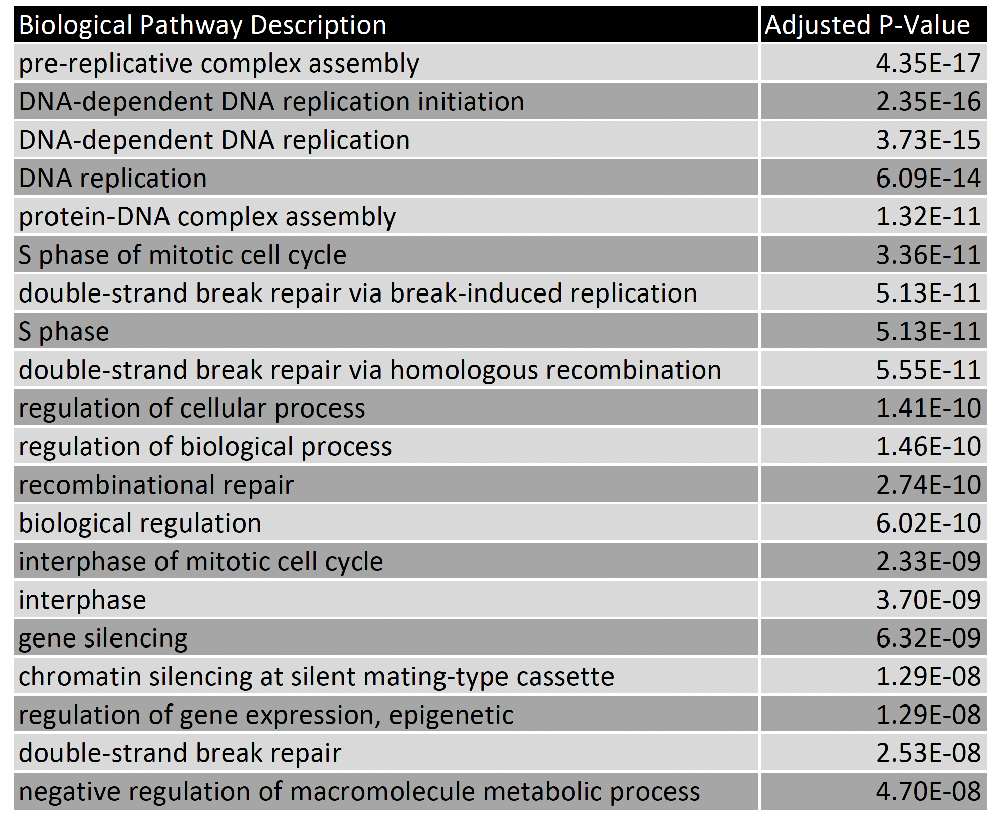 Biological Pathway Description Adjusted P-Value
pre-replicative complex assembly 4.35E-17
DNA-dependent DNA replication initiation 2.35E-16
DNA-dependent DNA replication 3.73E-15
DNA replication 6.09E-14
protein-DNA complex assembly 1.32E-11
S phase of mitotic cell cycle 3.36E-11
double-strand break repair via break-induced replication 5.13E-11
S phase 5.13E-11
double-strand break repair via homologous recombination 5.55E-11
regulation of cellular process 1.41E-10
regulation of biological process 1.46E-10
recombinational repair 2.74E-10
biological regulation 6.02E-10
interphase of mitotic cell cycle 2.33E-09
interphase 3.70E-09
gene silencing 6.32E-09
chromatin silencing at silent mating-type cassette 1.29E-08
regulation of gene expression, epigenetic 1.29E-08
double-strand break repair 2.53E-08
negative regulation of macromolecule metabolic process 4.70E-08